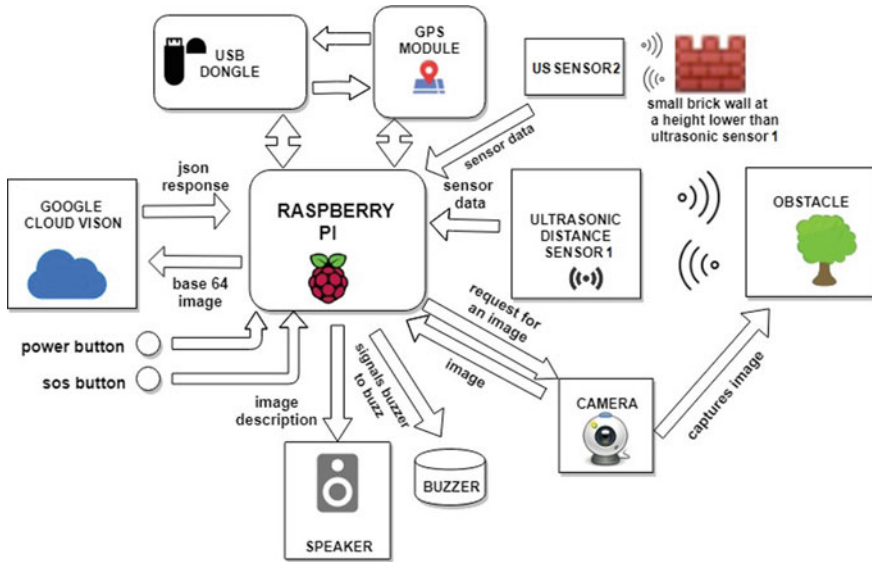 USB
DONGLE
GPS
MODULE
US SENSOR2
small brick wall at
a height lower than
ultrasonic sensor 1
sensor data
json
response
sensor
data
GOOGLE
CLOUD VISON
RASPBERRY
PI
ULTRASONIC
DISTANCE
SENSOR 1
OBSTACLE
base 64
image
request for
an image
image
power button
sos button
image
description
signals buzzer
to buzz
CAMERA
captures image
BUZZER
SPEAKER